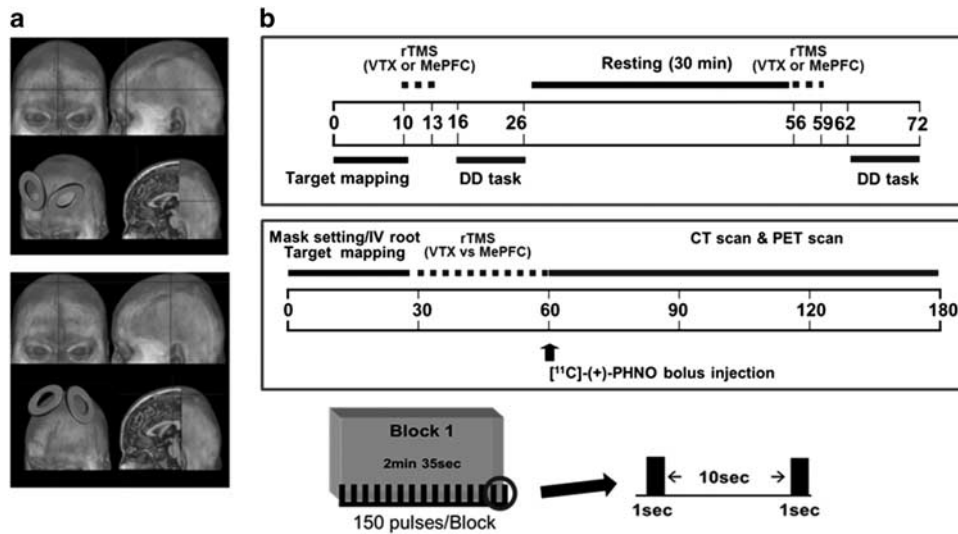 a
b
rTMS
(VTX or MePFC)
Resting (30 min)
rTMS
(VTX or MePFC)
0 10 13 16 26 56 59 62 72
Target mapping
DD task
DD task
Mask setting/IV root
Target mapping
rTMS
(VTX vs MePFC)
CT scan & PET scan
0 30 60 90 120 180
[¹¹C]-(+)-PHNO bolus injection
Block 1
2min 35sec
150 pulses/Block
10sec
1sec 1sec